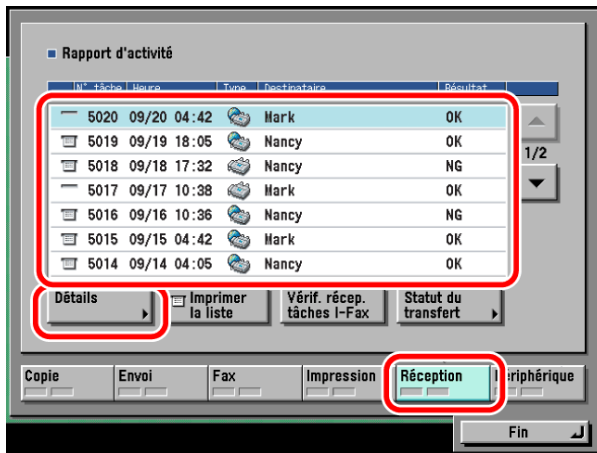 Rapport d'activité
N° tâche Heure Type Destinataire Résultat
5020 09/20 04:42 Mark OK
5019 09/19 18:05 Nancy OK
1/2
5018 09/18 17:32 Nancy NG
5017 09/17 10:38 Mark OK
5016 09/16 10:36 Nancy NG
5015 09/15 04:42 Mark OK
5014 09/14 04:05 Nancy OK
Détails
Imprimer
la liste
Vérif. récep.
tâches I-Fax
Statut du
transfert
Copie Envoi Fax Impression Réception Périphérique
Fin